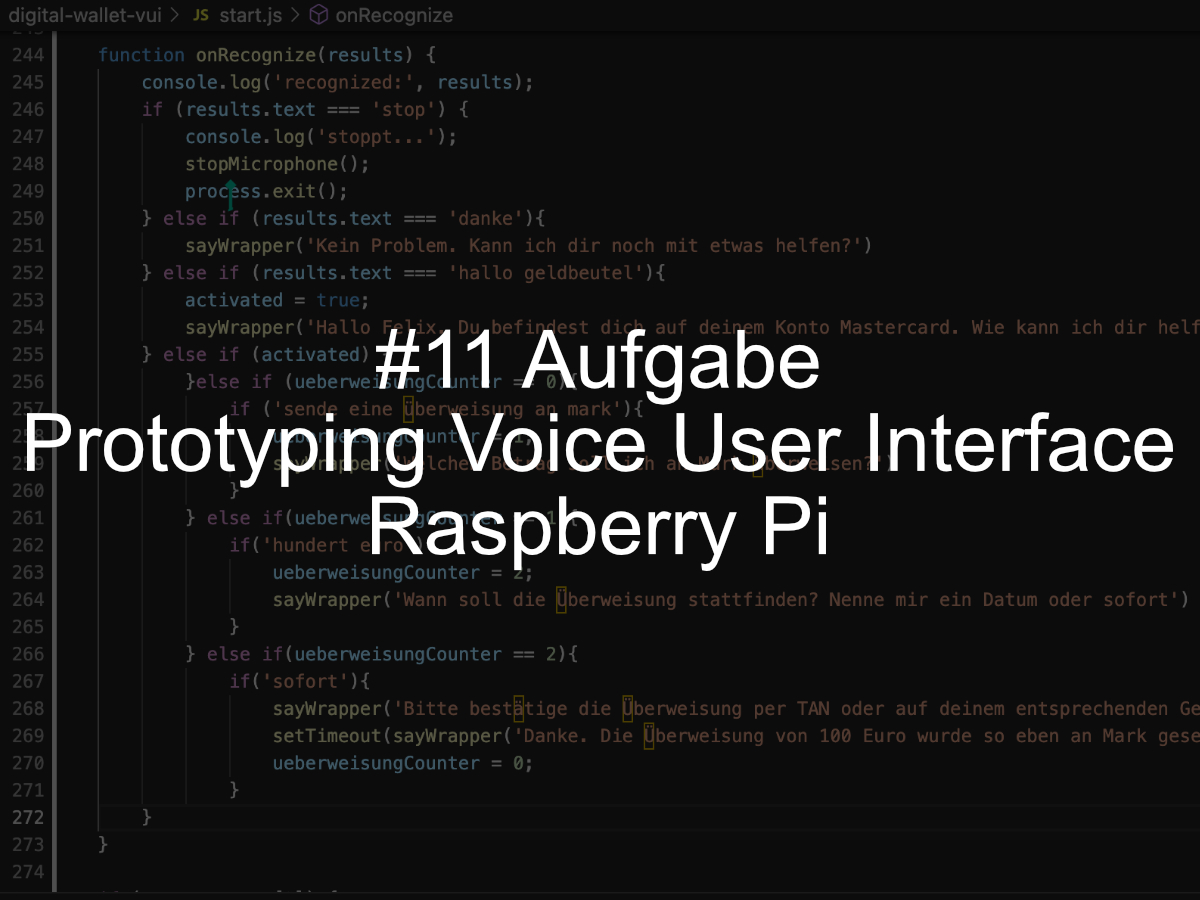 digital-wallet-vui > JS start.js > onRecognize
244 function onRecognize(results) {
245 console.log('recognized:', results);
246 if (results.text === 'stop') {
247 console.log('stoppt...');
248 stopMicrophone();
249 process.exit();
250 } else if (results.text === 'danke'){
251 sayWrapper('Kein Problem. Kann ich dir noch mit etwas helfen?')
252 } else if (results.text === 'hallo geldbeutel'){
253 activated = true;
254 sayWrapper('Hallo Felix. Du befindest dich auf deinem Konto Mastercard. Wie kann ich dir helf
255 } else if (activated)
#11 Aufgabe
256 }else if (ueberweisungCounter == 0){
257 if ('sende eine Überweisung an mark'){
Prototyping Voice User Interface
260 }
261 } else if(ueberweisungCounter == 1){
Raspberry Pi
262 if('hundert euro'
263 ueberweisungCounter = 2;
264 sayWrapper('Wann soll die Überweisung stattfinden? Nenne mir ein Datum oder sofort')
265 }
266 } else if(ueberweisungCounter == 2){
267 if('sofort'){
268 sayWrapper('Bitte bestätige die Überweisung per TAN oder auf deinem entsprechenden Ge
269 setTimeout(sayWrapper('Danke. Die Überweisung von 100 Euro wurde so eben an Mark gese
270 ueberweisungCounter = 0;
271 }
272 }
273 }
274